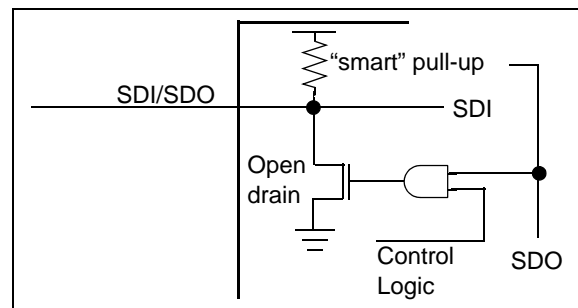 “smart” pull-up
SDI/SDO
SDI
Open
drain
Control
Logic
SDO